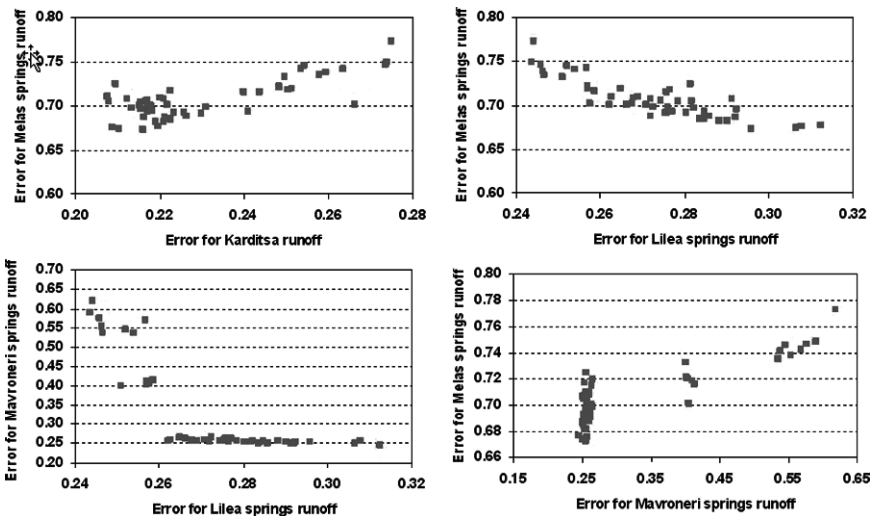 Error for Melas springs runoff
0.80
0.75
0.70
0.65
0.60
0.20 0.22 0.24 0.26 0.28
Error for Karditsa runoff
Error for Melas springs runoff
0.80
0.75
0.70
0.65
0.60
0.24 0.26 0.28 0.30 0.32
Error for Lilea springs runoff
Error for Mavroneri springs runoff
0.70
0.65
0.60
0.55
0.50
0.45
0.40
0.35
0.30
0.25
0.20
0.24 0.26 0.28 0.30 0.32
Error for Lilea springs runoff
Error for Melas springs runoff
0.80
0.78
0.76
0.74
0.72
0.70
0.68
0.66
0.15 0.25 0.35 0.45 0.55 0.65
Error for Mavroneri springs runoff